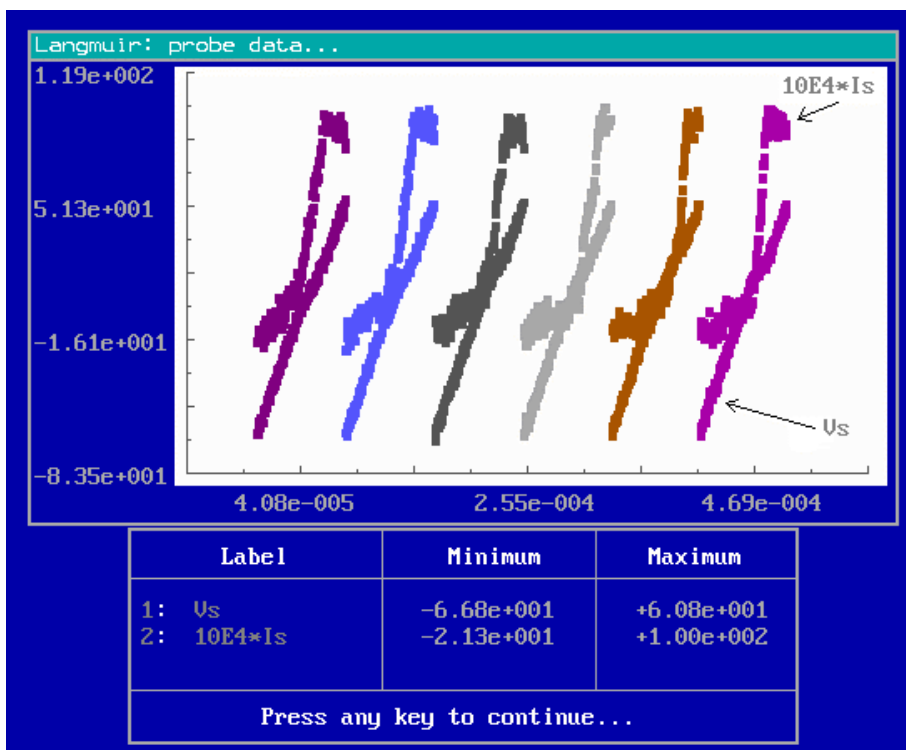 Langmuir: probe data...
1.19e+002
10E4*Is
5.13e+001
-1.61e+001
Vs
-8.35e+001
4.08e-005 2.55e-004 4.69e-004
Label Minimum Maximum
1: Vs -6.68e+001 +6.08e+001
2: 10E4*Is -2.13e+001 +1.00e+002
Press any key to continue...